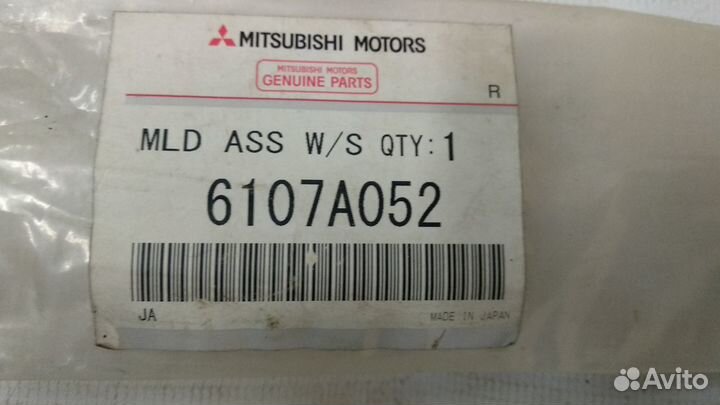 MITSUBISHI MOTORS
MITSUBISHI MOTORS
GENUINE PARTS
R
MLD ASS W/S QTY: 1
6107A052
JA MADE IN JAPAN
Avito